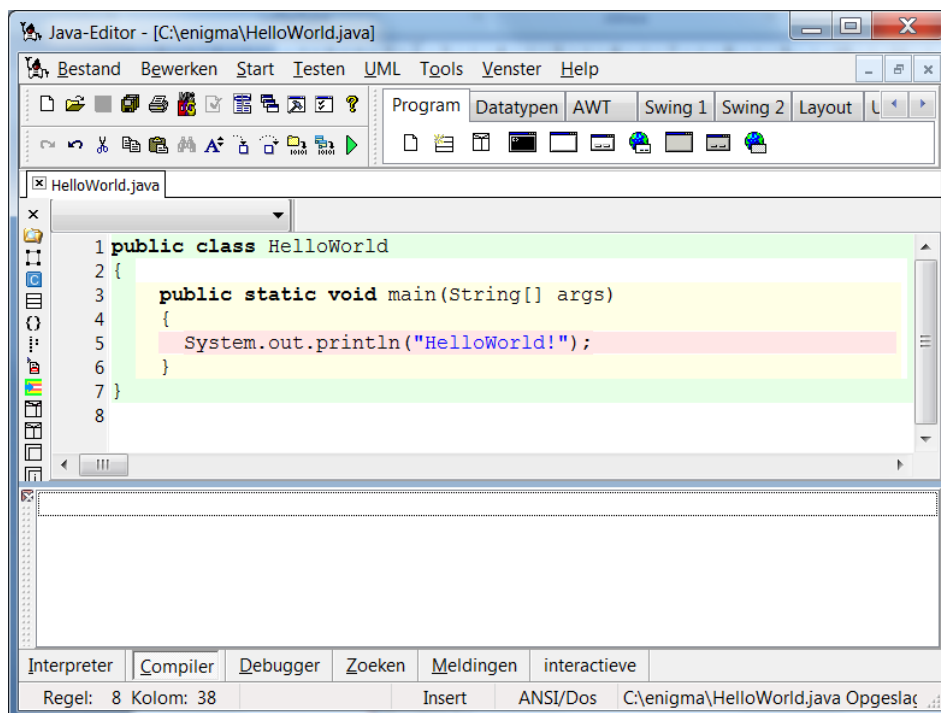 Java-Editor - [C:\enigma\HelloWorld.java]
Bestand Bewerken Start Testen UML Tools Venster Help
Program Datatypen AWT Swing 1 Swing 2 Layout
HelloWorld.java
1 public class HelloWorld
2 {
3 public static void main(String[] args)
4 {
5 System.out.println("HelloWorld!");
6 }
7 }
8
Interpreter Compiler Debugger Zoeken Meldingen interactieve
Regel: 8 Kolom: 38 Insert ANSI/Dos C:\enigma\HelloWorld.java Opgeslag